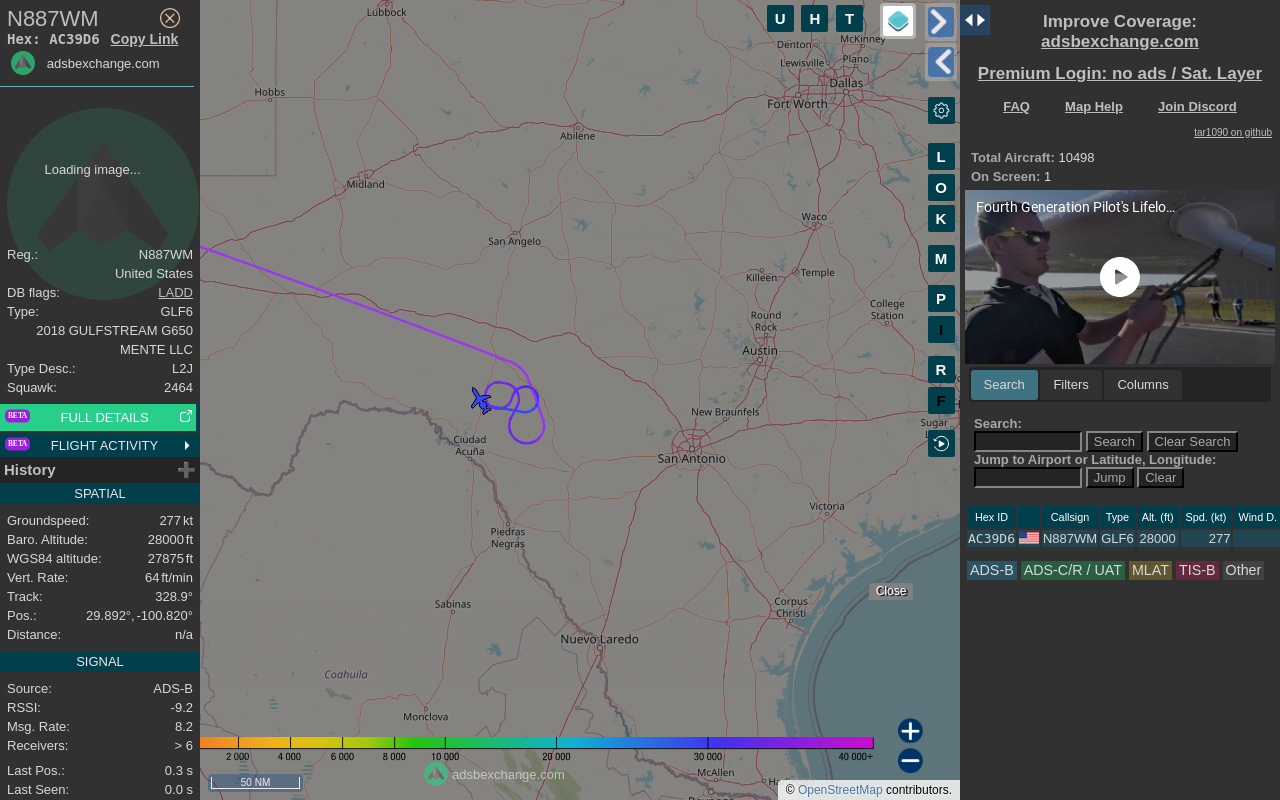 N887WM
Hex: AC39D6 Copy Link
adsbexchange.com
Loading image...
Reg.: N887WM
United States
DB flags: LADD
Type: GLF6
2018 GULFSTREAM G650
MENTE LLC
Type Desc.: L2J
Squawk: 2464
BETA FULL DETAILS
BETA FLIGHT ACTIVITY
History
SPATIAL
Groundspeed: 277 kt
Baro. Altitude: 28000 ft
WGS84 altitude: 27875 ft
Vert. Rate: 64 ft/min
Track: 328.9°
Pos.: 29.892°, -100.820°
Distance: n/a
SIGNAL
Source: ADS-B
RSSI: -9.2
Msg. Rate: 8.2
Receivers: > 6
Last Pos.: 0.3 s
Last Seen: 0.0 s
Lubbock
Hobbs
Midland
Abilene
San Angelo
Denton
McKinney
Lewisville
Plano
Dallas
Fort Worth
Waco
Killeen
Temple
College
Station
Round
Rock
Austin
New Braunfels
San Antonio
Sugar
Ciudad
Acuña
Piedras
Negras
Victoria
Sabinas
Corpus
Christi
Nuevo Laredo
Coahuila
Monclova
McAllen
U H T
L
O
K
M
P
I
R
F
Close
2 000 4 000 6 000 8 000 10 000 20 000 30 000 40 000+
adsbexchange.com
50 NM
© OpenStreetMap contributors.
Improve Coverage:
adsbexchange.com
Premium Login: no ads / Sat. Layer
FAQ Map Help Join Discord
tar1090 on github
Total Aircraft: 10498
On Screen: 1
Fourth Generation Pilot's Lifelo...
Search Filters Columns
Search:
Search Clear Search
Jump to Airport or Latitude, Longitude:
Jump Clear
Hex ID Callsign Type Alt. (ft) Spd. (kt) Wind D.
AC39D6 N887WM GLF6 28000 277
ADS-B ADS-C/R / UAT MLAT TIS-B Other